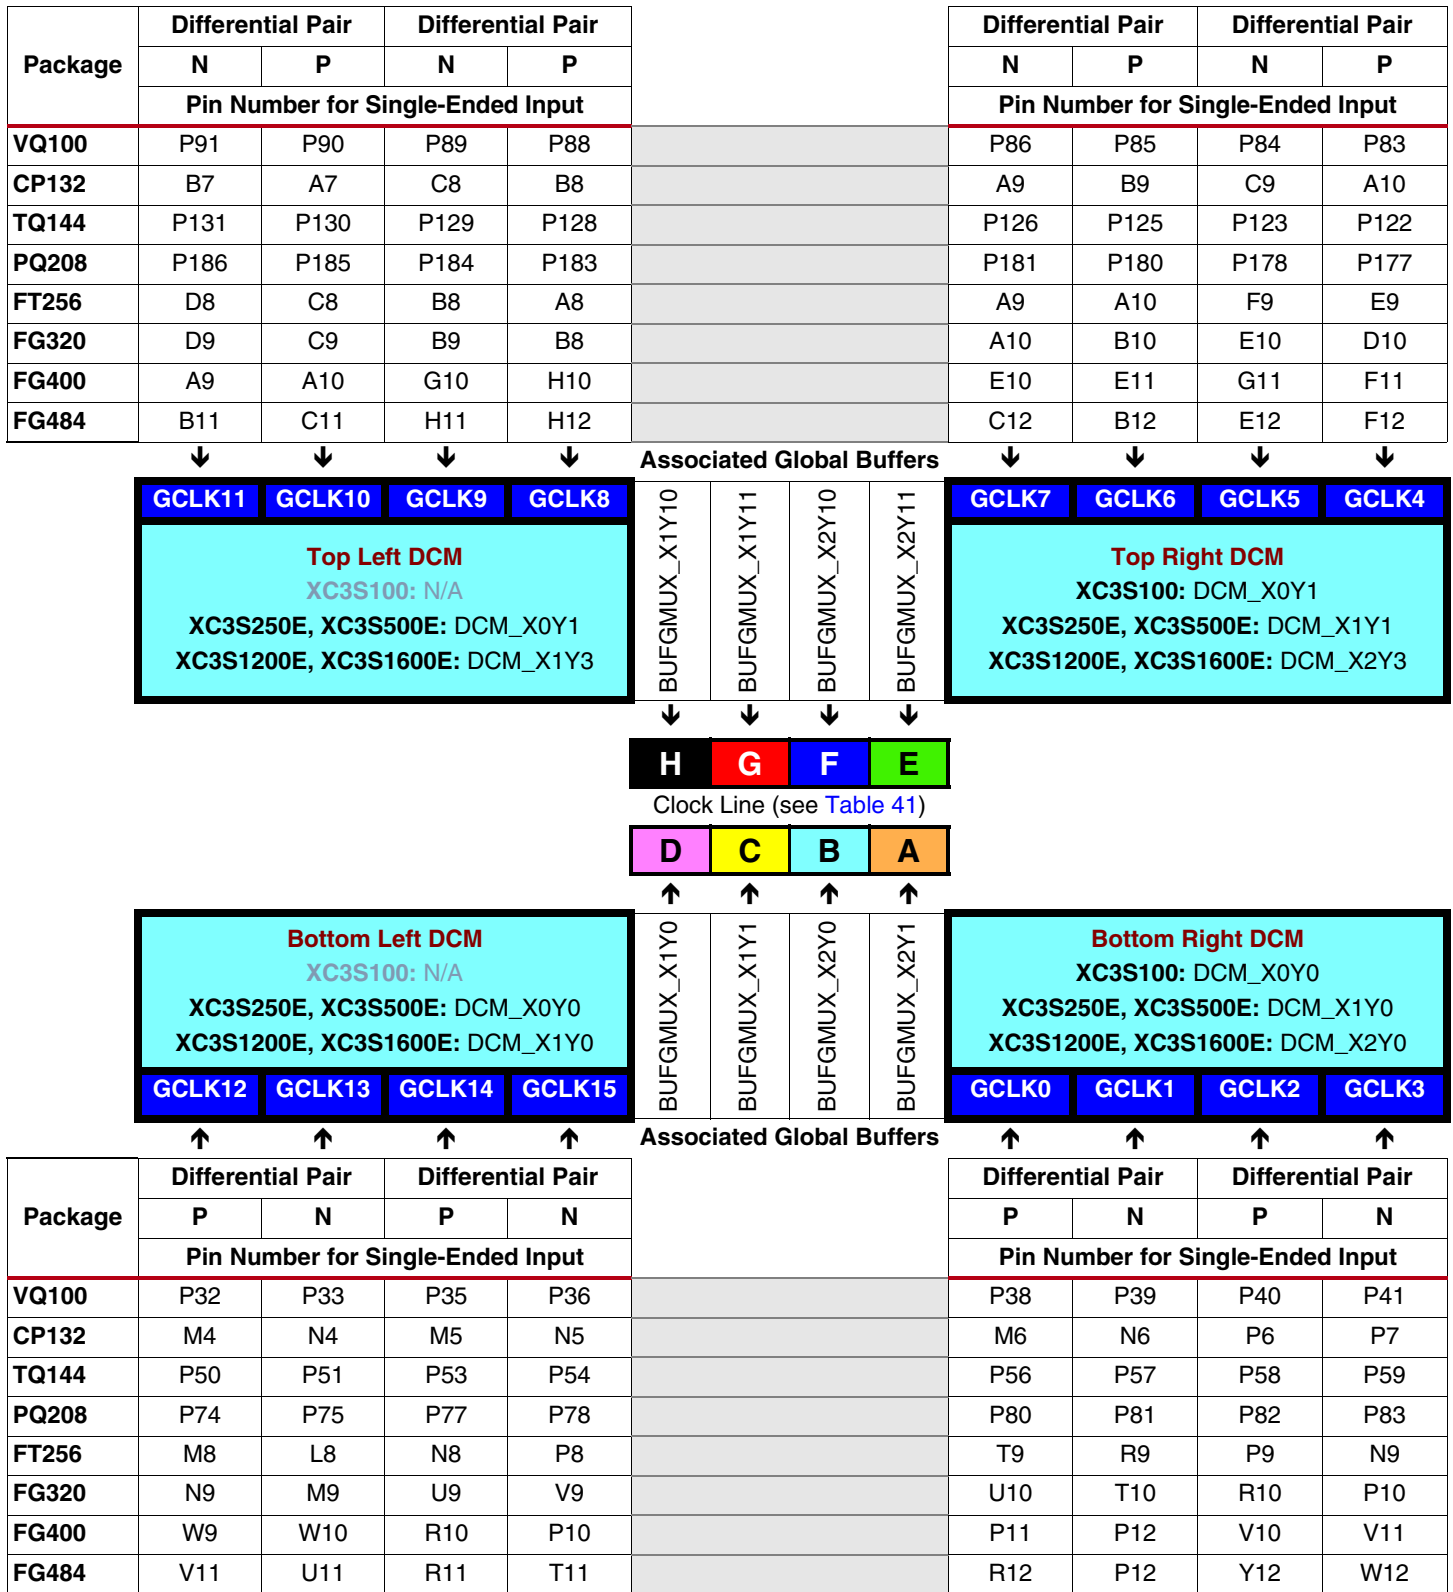 Differential Pair Differential Pair Differential Pair Differential Pair
Package N P N P N P N P
Pin Number for Single-Ended Input Pin Number for Single-Ended Input
VQ100 P91 P90 P89 P88 P86 P85 P84 P83
CP132 B7 A7 C8 B8 A9 B9 C9 A10
TQ144 P131 P130 P129 P128 P126 P125 P123 P122
PQ208 P186 P185 P184 P183 P181 P180 P178 P177
FT256 D8 C8 B8 A8 A9 A10 F9 E9
FG320 D9 C9 B9 B8 A10 B10 E10 D10
FG400 A9 A10 G10 H10 E10 E11 G11 F11
FG484 B11 C11 H11 H12 C12 B12 E12 F12
Associated Global Buffers
GCLK11 GCLK10 GCLK9 GCLK8
Top Left DCM
XC3S100: N/A
XC3S250E, XC3S500E: DCM_X0Y1
XC3S1200E, XC3S1600E: DCM_X1Y3
BUFGMUX_X1Y10
BUFGMUX_X1Y11
BUFGMUX_X2Y10
BUFGMUX_X2Y11
GCLK7 GCLK6 GCLK5 GCLK4
Top Right DCM
XC3S100: DCM_X0Y1
XC3S250E, XC3S500E: DCM_X1Y1
XC3S1200E, XC3S1600E: DCM_X2Y3
H G F E
Clock Line (see Table 41)
D C B A
Bottom Left DCM
XC3S100: N/A
XC3S250E, XC3S500E: DCM_X0Y0
XC3S1200E, XC3S1600E: DCM_X1Y0
GCLK12 GCLK13 GCLK14 GCLK15
BUFGMUX_X1Y0
BUFGMUX_X1Y1
BUFGMUX_X2Y0
BUFGMUX_X2Y1
Bottom Right DCM
XC3S100: DCM_X0Y0
XC3S250E, XC3S500E: DCM_X1Y0
XC3S1200E, XC3S1600E: DCM_X2Y0
GCLK0 GCLK1 GCLK2 GCLK3
Associated Global Buffers
Differential Pair Differential Pair Differential Pair Differential Pair
Package P N P N P N P N
Pin Number for Single-Ended Input Pin Number for Single-Ended Input
VQ100 P32 P33 P35 P36 P38 P39 P40 P41
CP132 M4 N4 M5 N5 M6 N6 P6 P7
TQ144 P50 P51 P53 P54 P56 P57 P58 P59
PQ208 P74 P75 P77 P78 P80 P81 P82 P83
FT256 M8 L8 N8 P8 T9 R9 P9 N9
FG320 N9 M9 U9 V9 U10 T10 R10 P10
FG400 W9 W10 R10 P10 P11 P12 V10 V11
FG484 V11 U11 R11 T11 R12 P12 Y12 W12